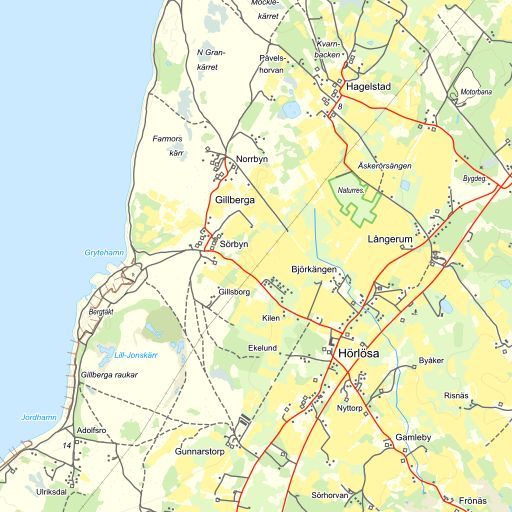 Mockle-
kärret
N Gran-
kärret
Påvels-
horvan
Kvarn-
backen
Hagelstad
8
Motorbana
Farmors
kärr
Norrbyn
Åskerörsängen
Bygdeg.
Naturres.
Gillberga
Sörbyn
Långerum
Grytehamn
Björkängen
Gillsborg
Bergtäkt
Kilen
Lill-Jonskärr
Ekelund
Hörlösa
Byåker
Gillberga raukar
Risnäs
Nyttorp
Jordhamn
Adolfsro
14
Gamleby
Gunnarstorp
Ulriksdal
Sörhorvan
Frönäs